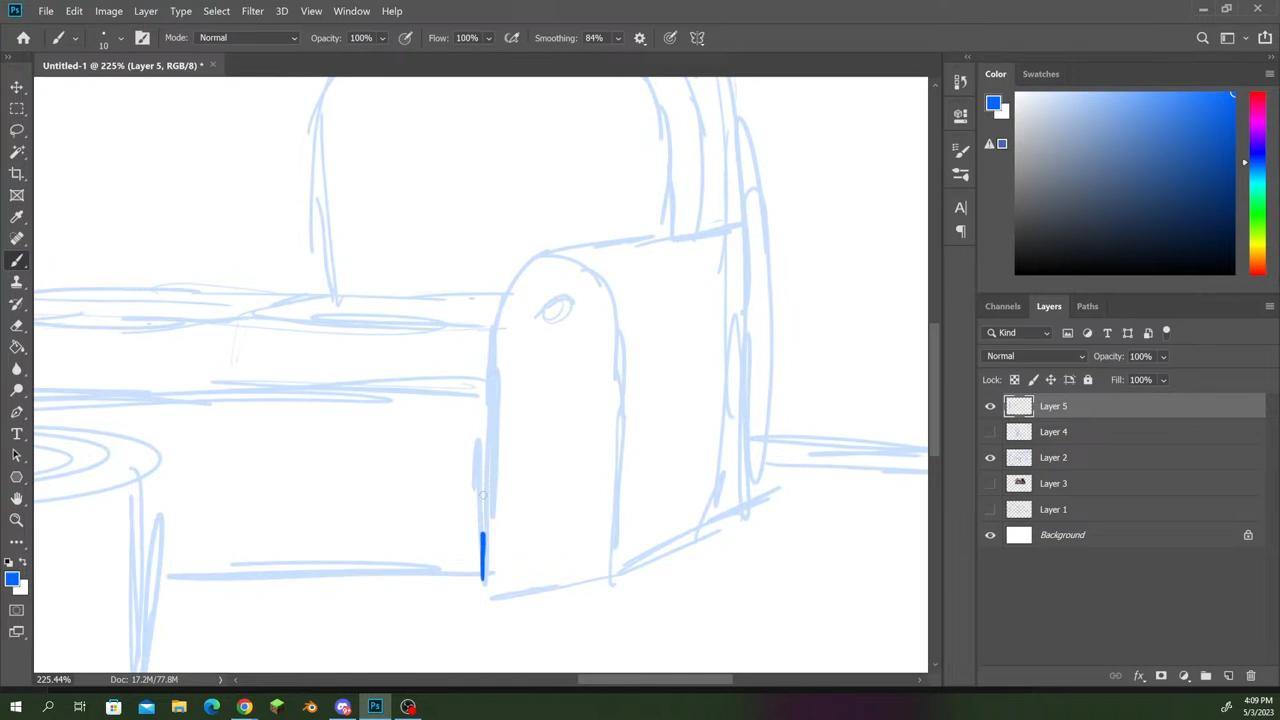 Ps File Edit Image Layer Type Select Filter 3D View Window Help
10 Mode: Normal Opacity: 100% Flow: 100% Smoothing: 84%
Untitled-1 @ 225% (Layer 5, RGB/8) *
Color Swatches
Channels Layers Paths
Kind
Normal Opacity: 100%
Lock: Fill: 100%
Layer 5
Layer 4
Layer 2
Layer 3
Layer 1
Background
225.44% Doc: 17.2M/77.8M
Ps
4:09 PM
5/3/2023